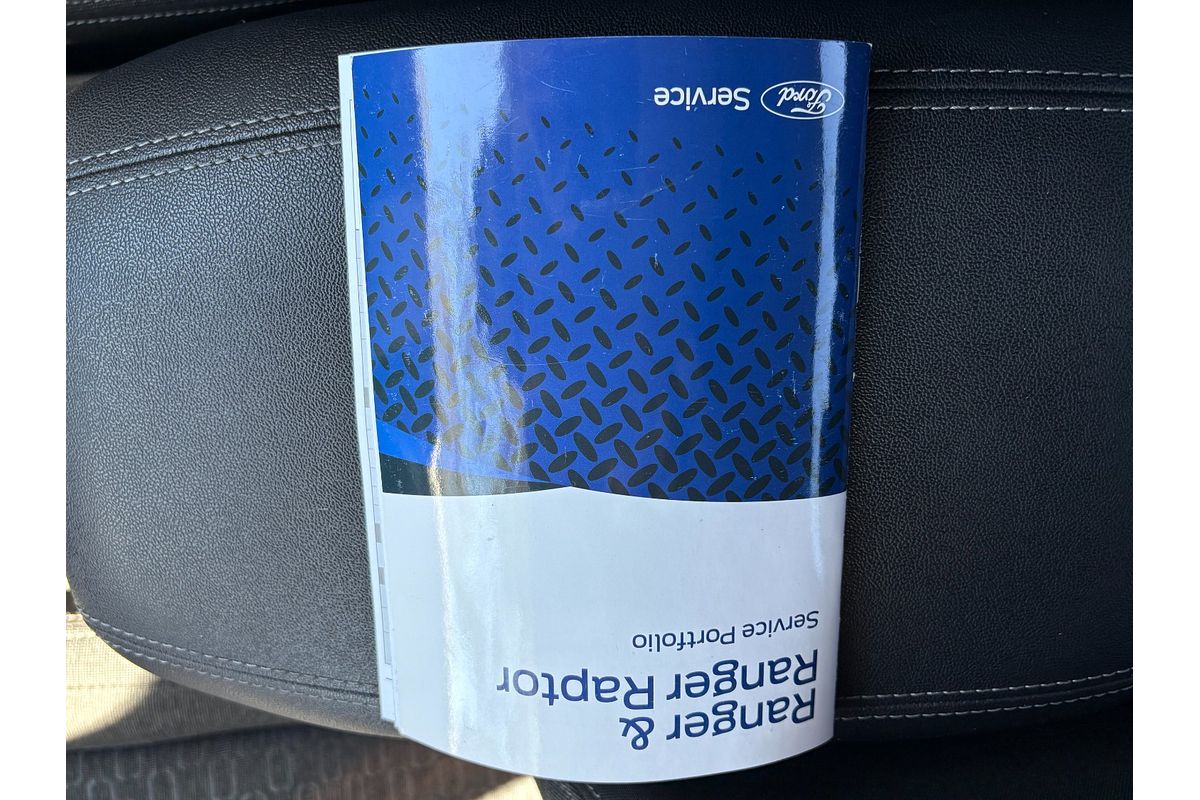 Ranger &
Ranger Raptor
Service Portfolio
Ford Service